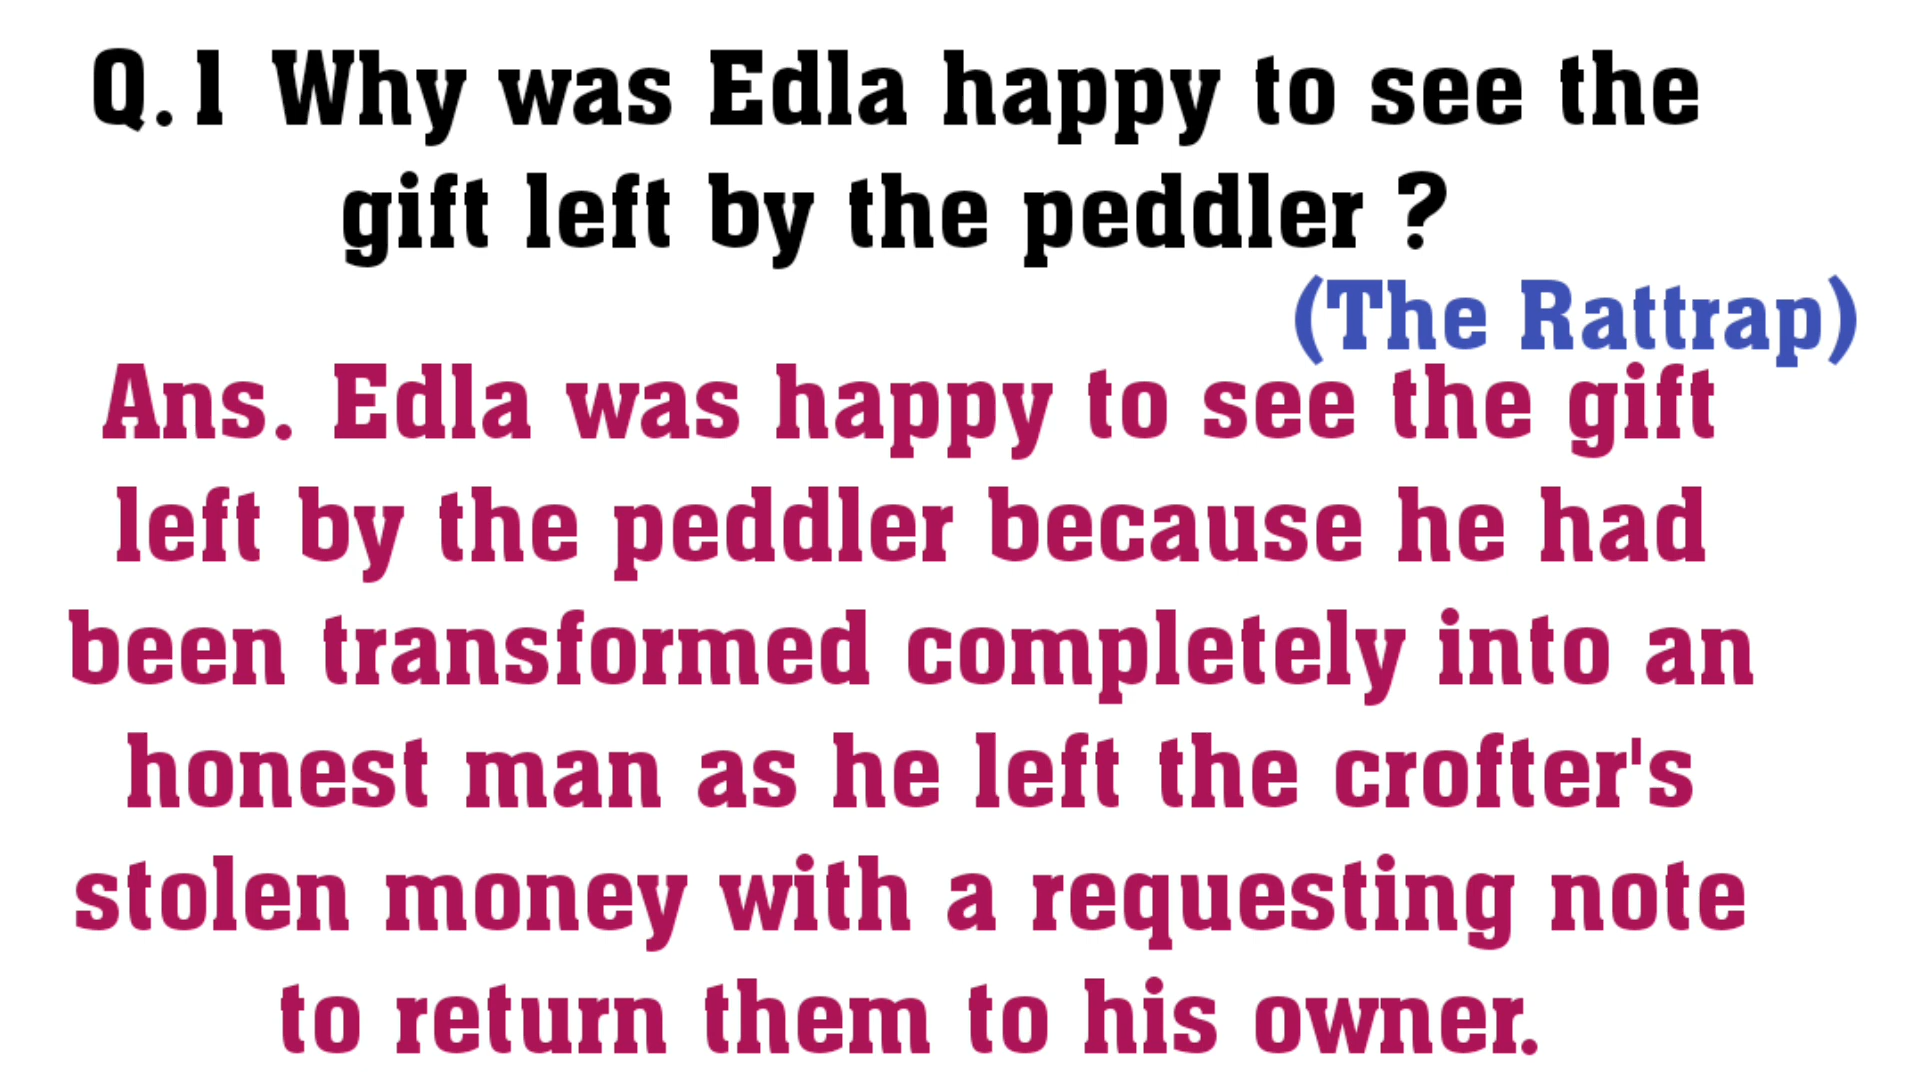 Q.1 Why was Edla happy to see the
gift left by the peddler ?
(The Rattrap)
Ans. Edla was happy to see the gift
left by the peddler because he had
been transformed completely into an
honest man as he left the crofter's
stolen money with a requesting note
to return them to his owner.